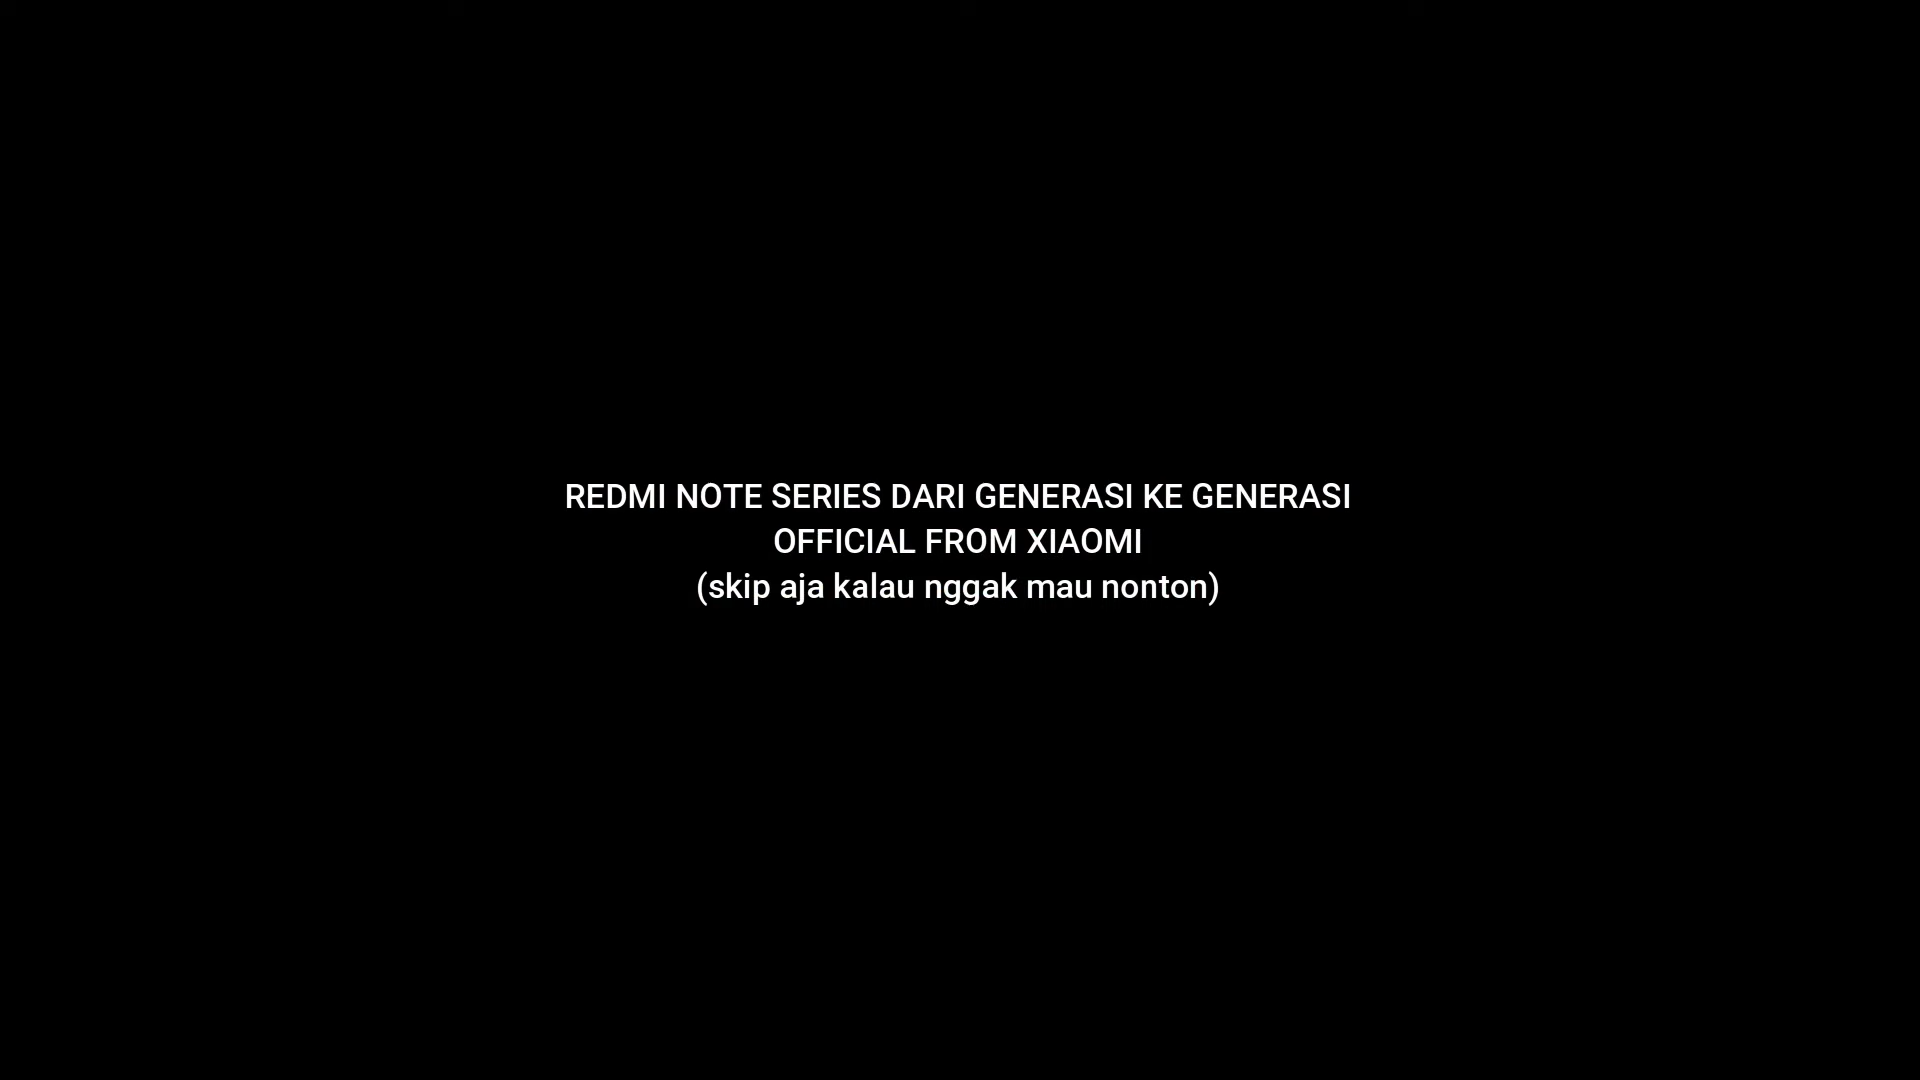 REDMI NOTE SERIES DARI GENERASI KE GENERASI
OFFICIAL FROM XIAOMI
(skip aja kalau nggak mau nonton)